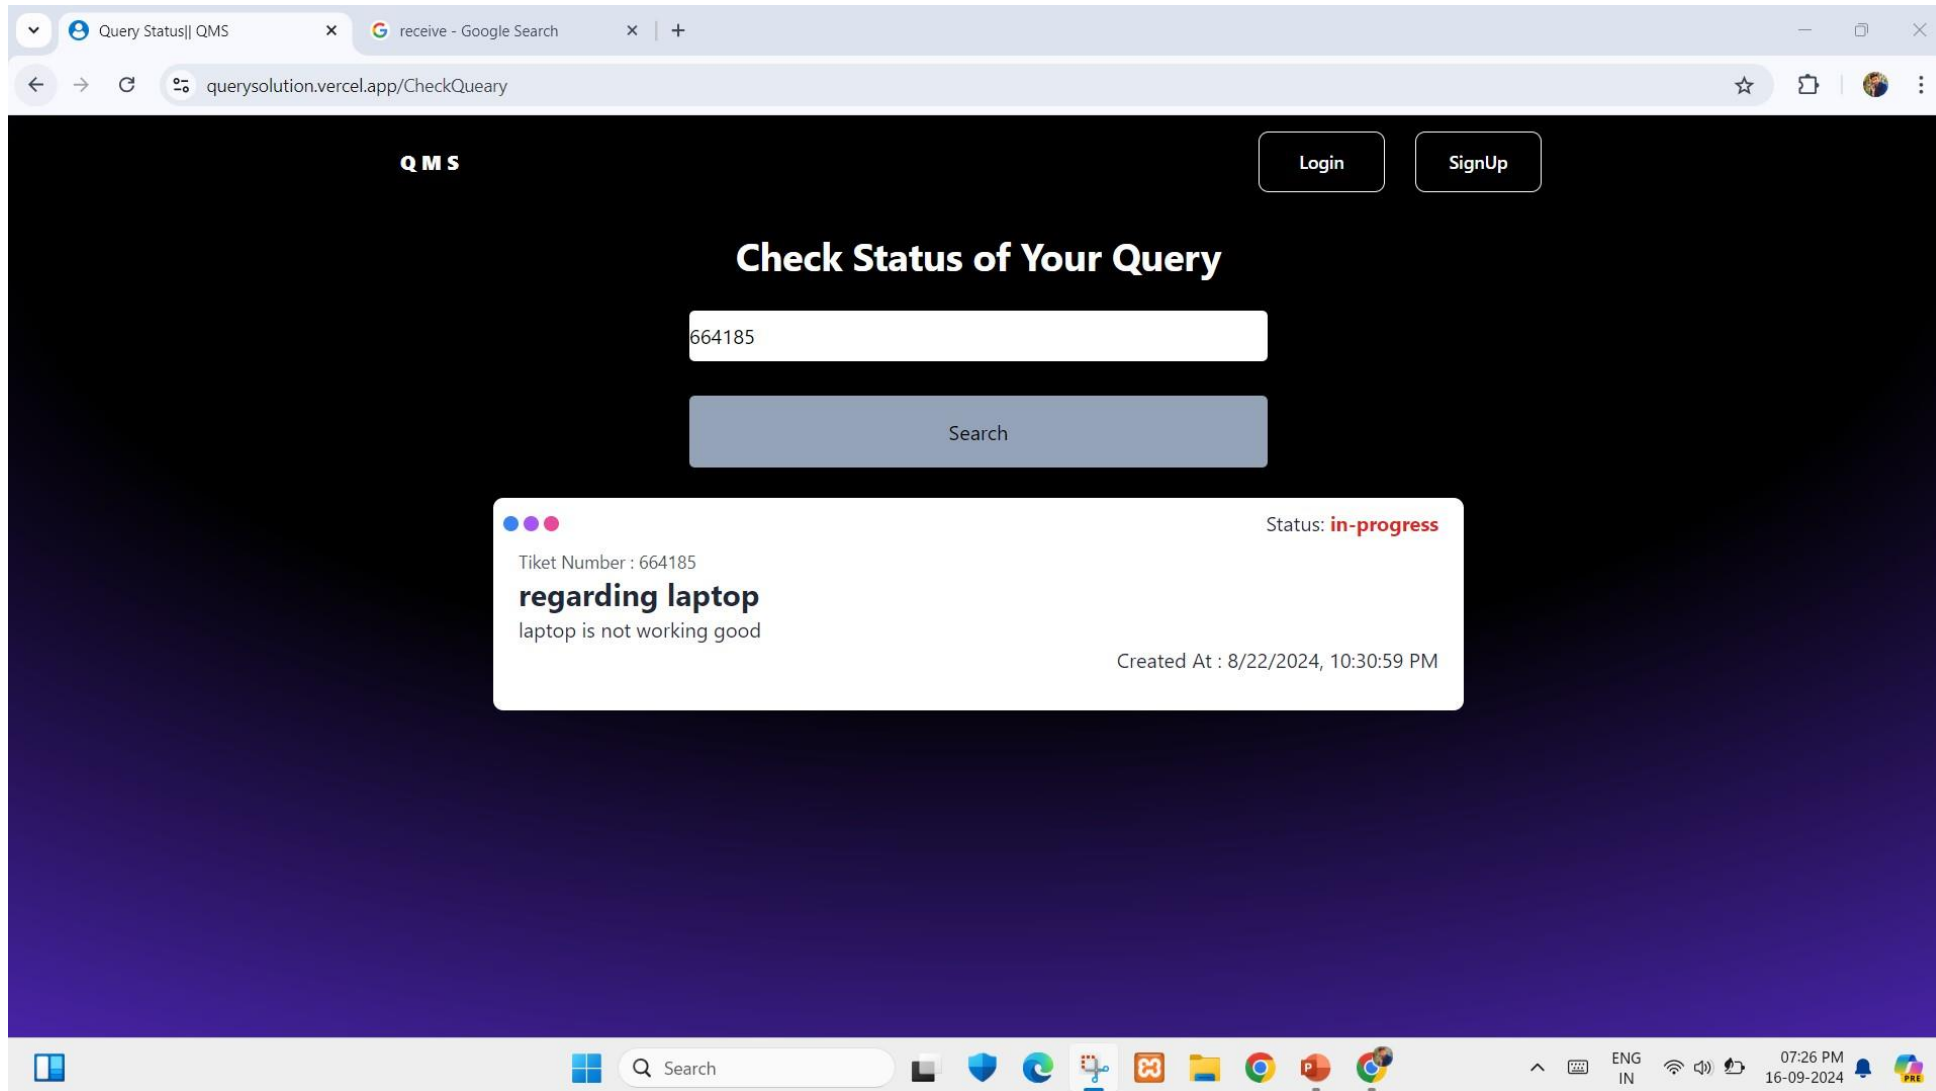 Query Status|| QMS
receive - Google Search
querysolution.vercel.app/CheckQueary
QMS
Login
SignUp
Check Status of Your Query
664185
Search
Status: in-progress
Tiket Number : 664185
regarding laptop
laptop is not working good
Created At : 8/22/2024, 10:30:59 PM
Search
ENG
IN
07:26 PM
16-09-2024
PRE